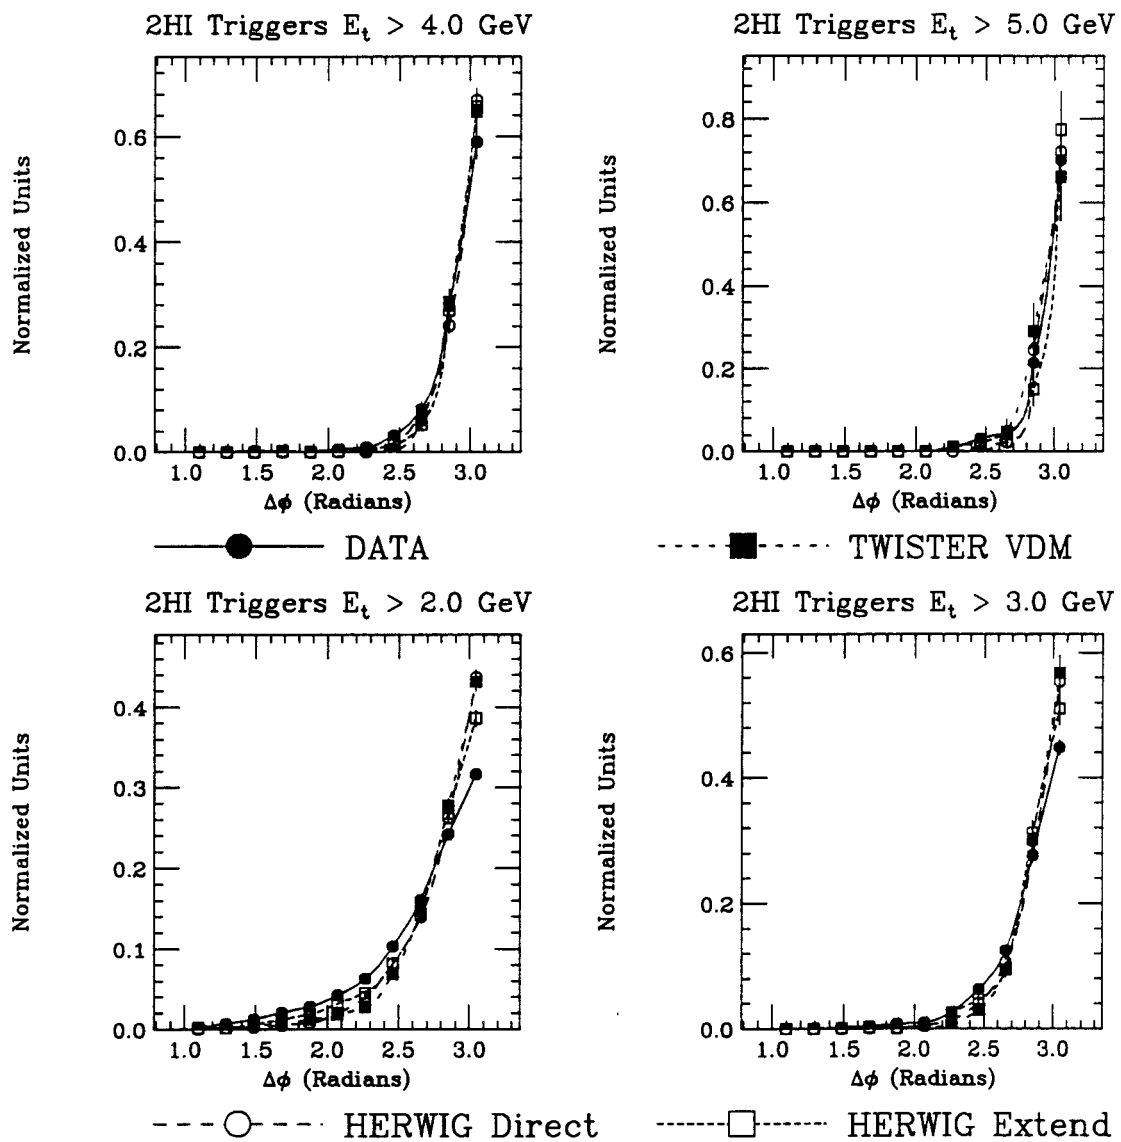 2HI Triggers Et > 4.0 GeV
2HI Triggers Et > 5.0 GeV
Normalized Units
0.6
0.4
0.2
0.0
1.0 1.5 2.0 2.5 3.0
Δϕ (Radians)
Normalized Units
0.8
0.6
0.4
0.2
0.0
1.0 1.5 2.0 2.5 3.0
Δϕ (Radians)
DATA
TWISTER VDM
2HI Triggers Et > 2.0 GeV
2HI Triggers Et > 3.0 GeV
Normalized Units
0.4
0.3
0.2
0.1
0.0
1.0 1.5 2.0 2.5 3.0
Δϕ (Radians)
Normalized Units
0.6
0.4
0.2
0.0
1.0 1.5 2.0 2.5 3.0
Δϕ (Radians)
HERWIG Direct
HERWIG Extend